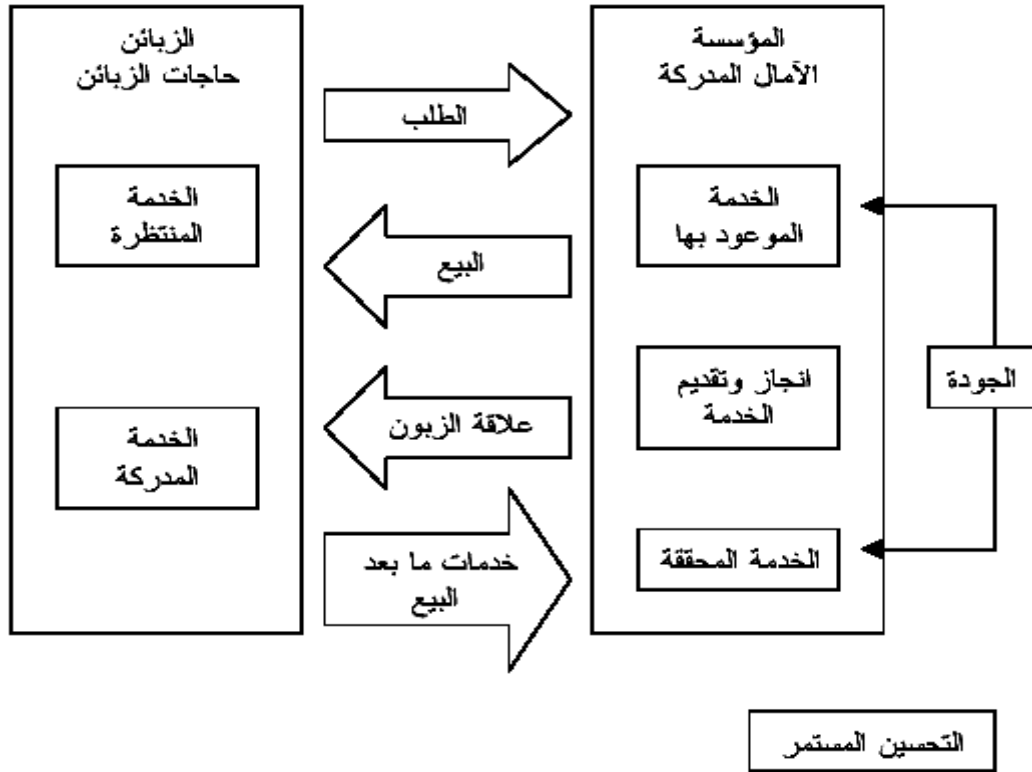 المؤسسة
الآمال المدركة
الزبائن
حاجات الزبائن
الطلب
الخدمة
الموعود بها
الخدمة
المنتظرة
البيع
انجاز وتقديم
الخدمة
الجودة
علاقة الزبون
الخدمة
المدركة
الخدمة المحققة
خدمات ما بعد
البيع
التحسين المستمر